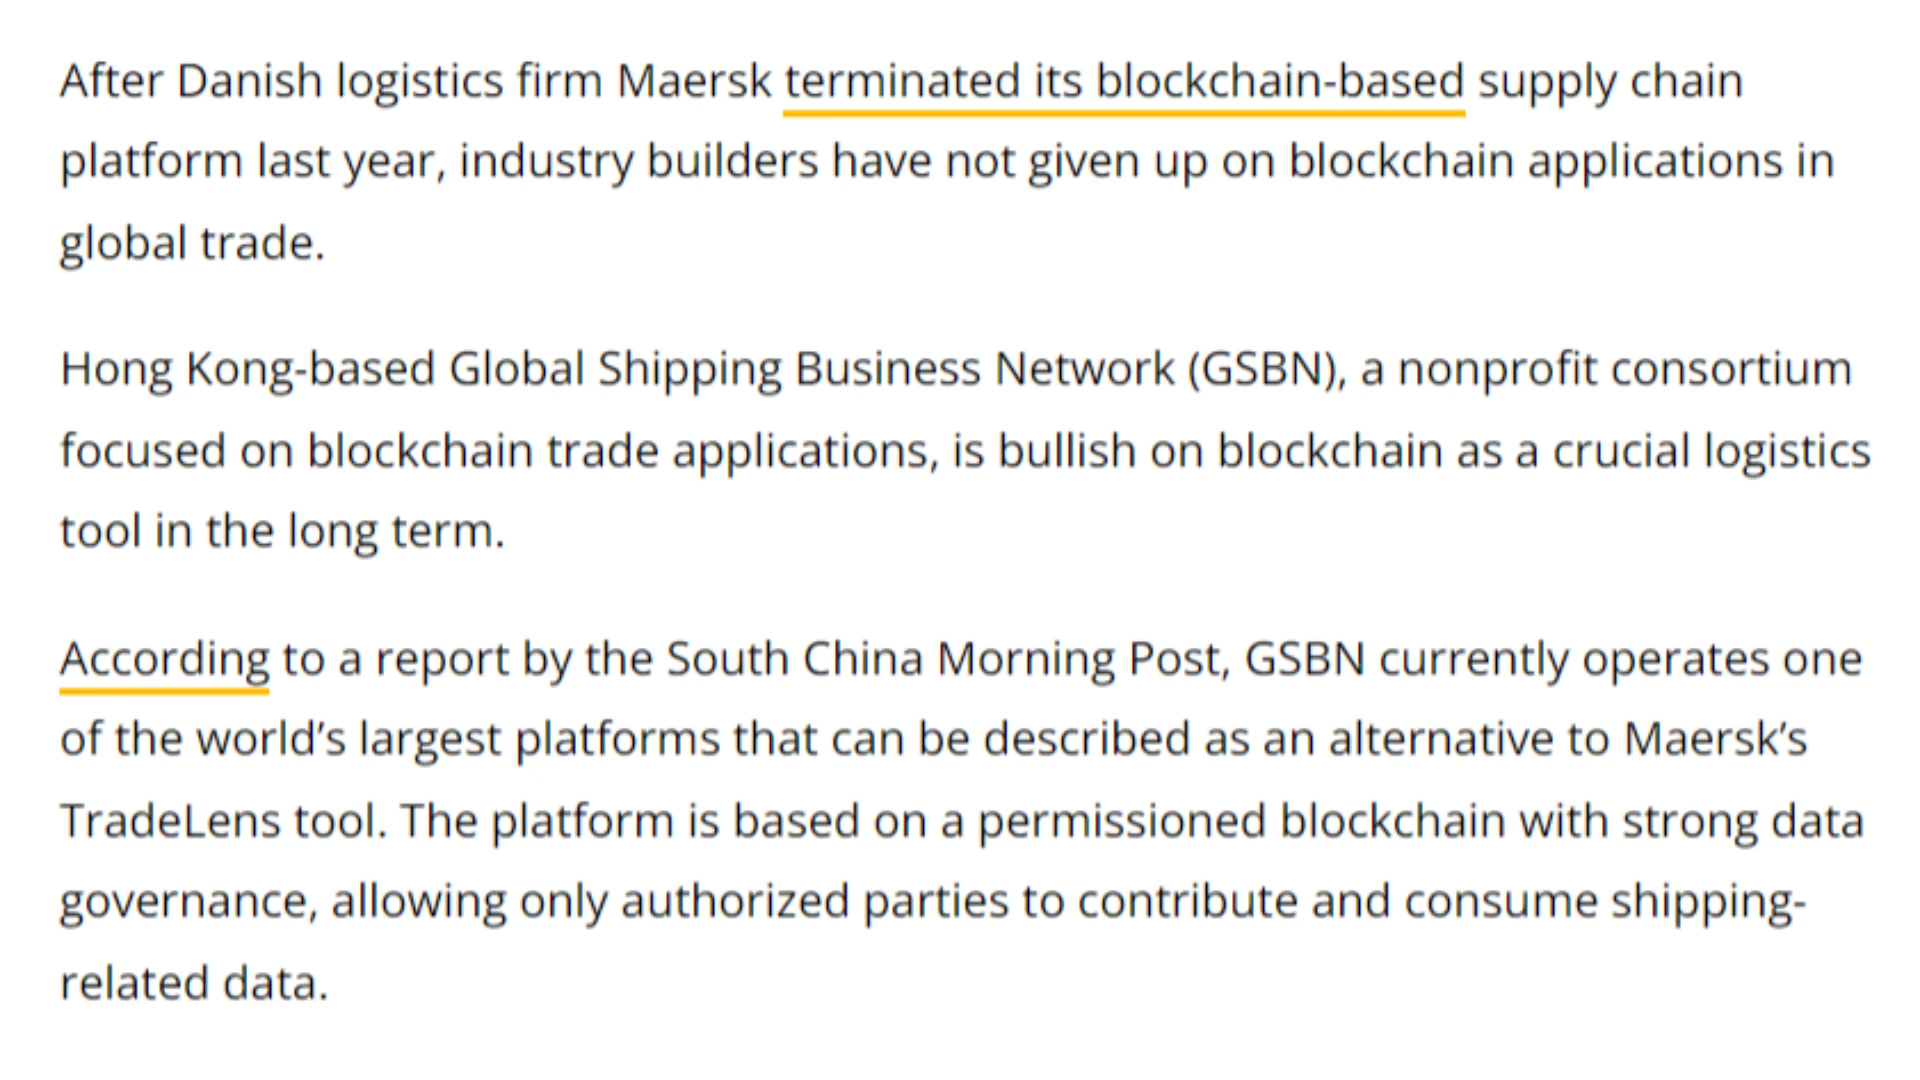 After Danish logistics firm Maersk terminated its blockchain-based supply chain
platform last year, industry builders have not given up on blockchain applications in
global trade.
Hong Kong-based Global Shipping Business Network (GSBN), a nonprofit consortium
focused on blockchain trade applications, is bullish on blockchain as a crucial logistics
tool in the long term.
According to a report by the South China Morning Post, GSBN currently operates one
of the world’s largest platforms that can be described as an alternative to Maersk’s
TradeLens tool. The platform is based on a permissioned blockchain with strong data
governance, allowing only authorized parties to contribute and consume shipping-
related data.